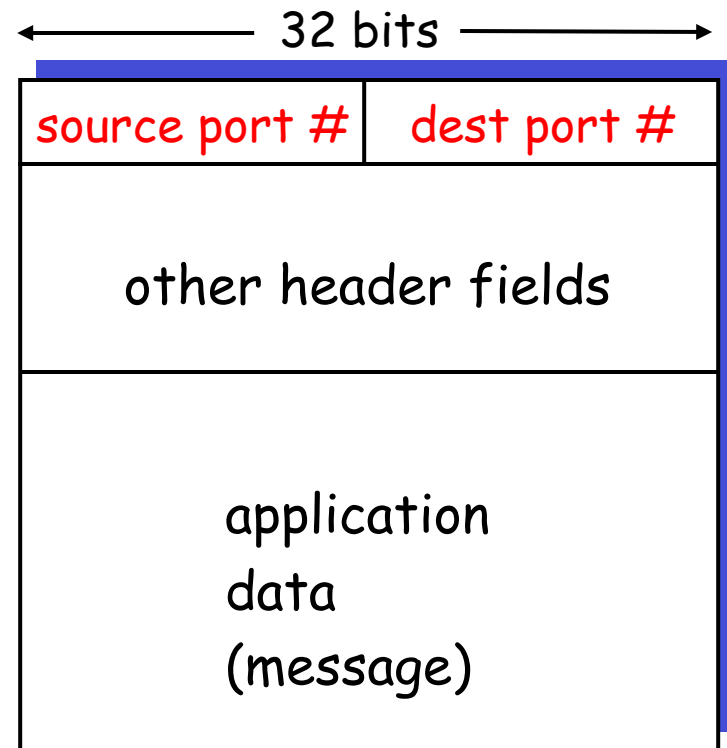 32 bits
source port # dest port #
other header fields
application
data
(message)